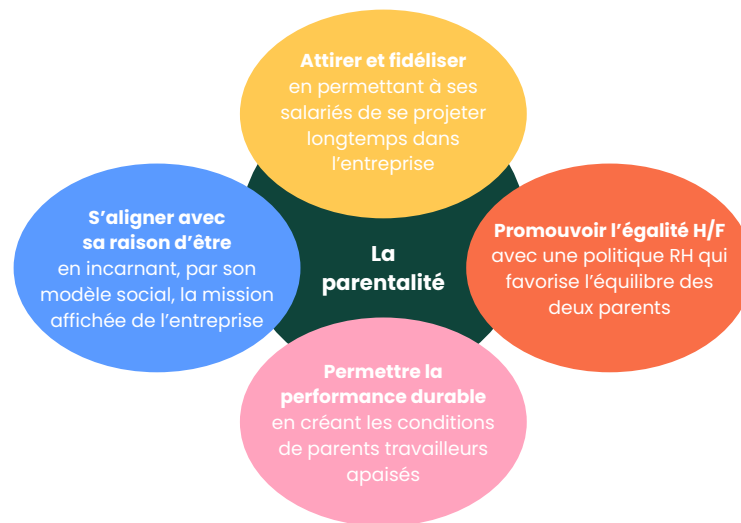 Attirer et fidéliser
en permettant à ses
salariés de se projeter
longtemps dans
l’entreprise
S’aligner avec
sa raison d’être
en incarnant, par son
modèle social, la mission
affichée de l’entreprise
La
parentalité
Promouvoir l’égalité H/F
avec une politique RH qui
favorise l’équilibre des
deux parents
Permettre la
performance durable
en créant les conditions
de parents travailleurs
apaisés